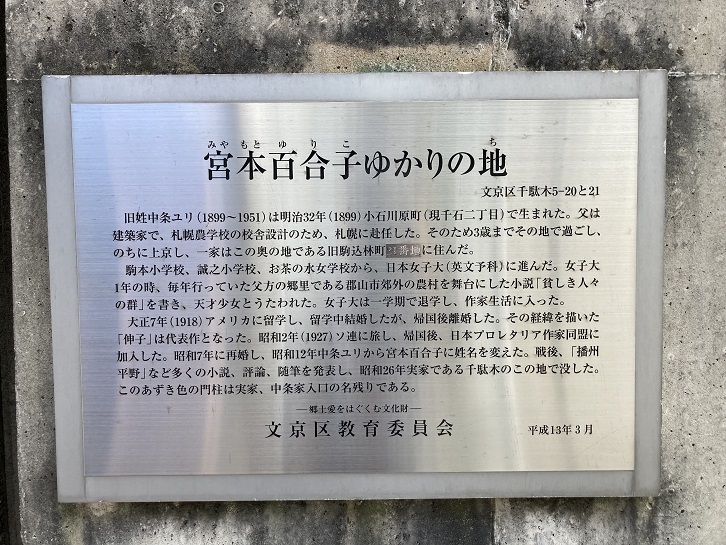 みやもとゆりこ ち
宮本百合子ゆかりの地
文京区千駄木5-20と21
旧姓中条ユリ(1899〜1951)は明治32年(1899)小石川原町(現千石二丁目)で生まれた。父は
建築家で、札幌農学校の校舎設計のため、札幌に赴任した。そのため3歳までその地で過ごし、
のちに上京し、一家はこの奥の地である旧駒込林町21番地に住んだ。
駒本小学校、誠之小学校、お茶の水女学校から、日本女子大(英文予科)に進んだ。女子大
1年の時、毎年行っていた父方の郷里である郡山市郊外の農村を舞台にした小説「貧しき人々
の群」を書き、天才少女とうたわれた。女子大は一学期で退学し、作家生活に入った。
大正7年(1918)アメリカに留学し、留学中結婚したが、帰国後離婚した。その経緯を描いた
「伸子」は代表作となった。昭和2年(1927)ソ連に旅し、帰国後、日本プロレタリア作家同盟に
加入した。昭和7年に再婚し、昭和12年中条ユリから宮本百合子に姓名を変えた。戦後、「播州
平野」など多くの小説、評論、随筆を発表し、昭和26年実家である千駄木のこの地で没した。
このあずき色の門柱は実家、中条家入口の名残りである。
―郷土愛をはぐくむ文化財―
文京区教育委員会 平成13年3月